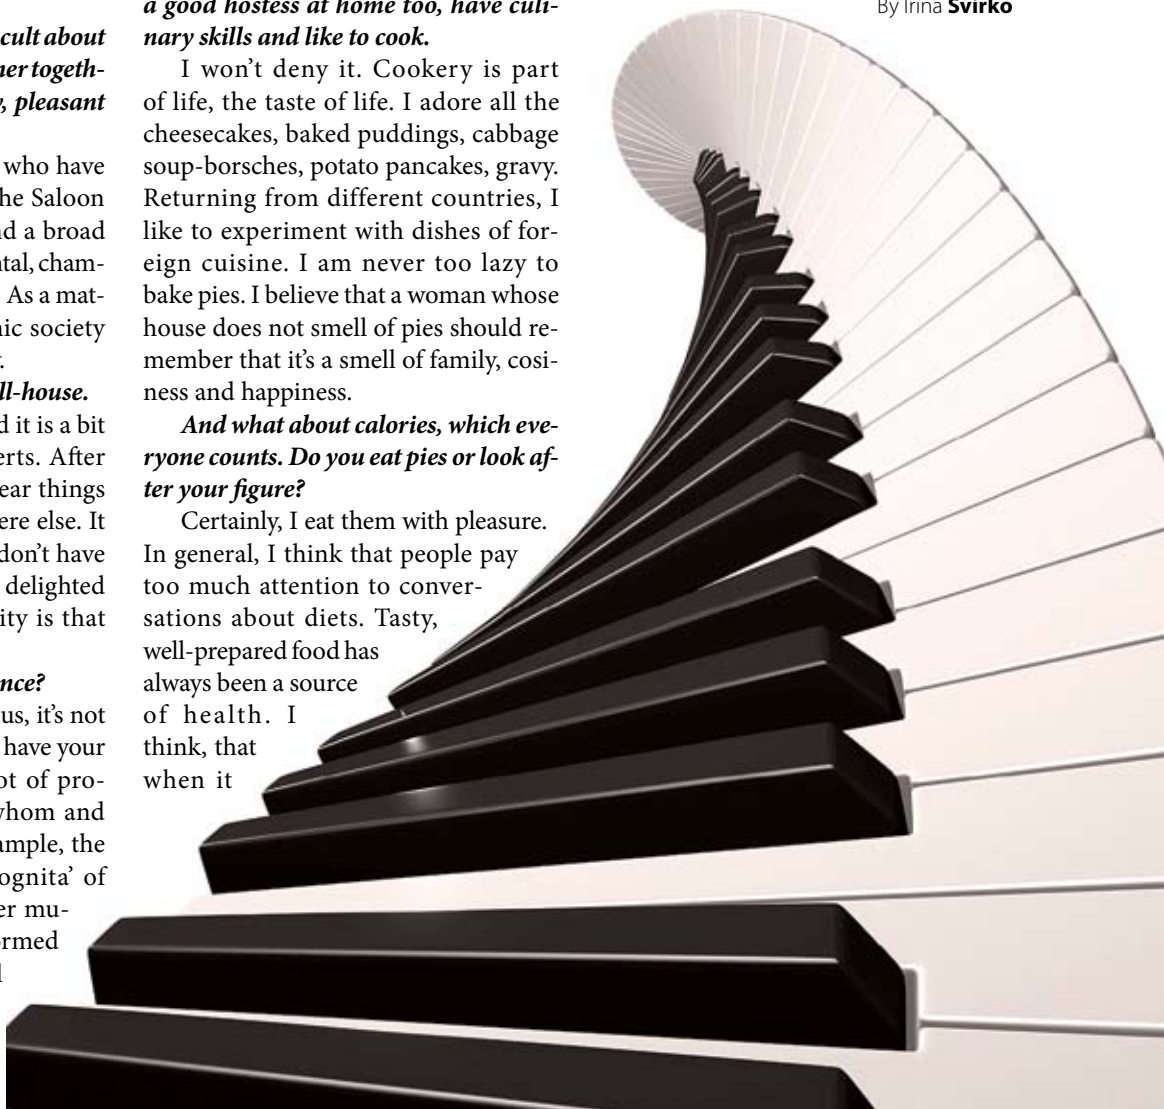 cult about
ner togeth-
, pleasant
who have
he Saloon
nd a broad
tal, cham-
. As a mat-
nic society
ll-house.
d it is a bit
erts. After
ear things
ere else. It
don’t have
delighted
ity is that
nce?
us, it’s not
have your
ot of pro-
whom and
ample, the
ognita’ of
er mu-
ormed
a good hostess at home too, have culi-
nary skills and like to cook.
I won’t deny it. Cookery is part
of life, the taste of life. I adore all the
cheesecakes, baked puddings, cabbage
soup-borsches, potato pancakes, gravy.
Returning from different countries, I
like to experiment with dishes of for-
eign cuisine. I am never too lazy to
bake pies. I believe that a woman whose
house does not smell of pies should re-
member that it’s a smell of family, cosi-
ness and happiness.
And what about calories, which eve-
ryone counts. Do you eat pies or look af-
ter your figure?
Certainly, I eat them with pleasure.
In general, I think that people pay
too much attention to conver-
sations about diets. Tasty,
well-prepared food has
always been a source
of health. I
think, that
when it
By Irina Svirko